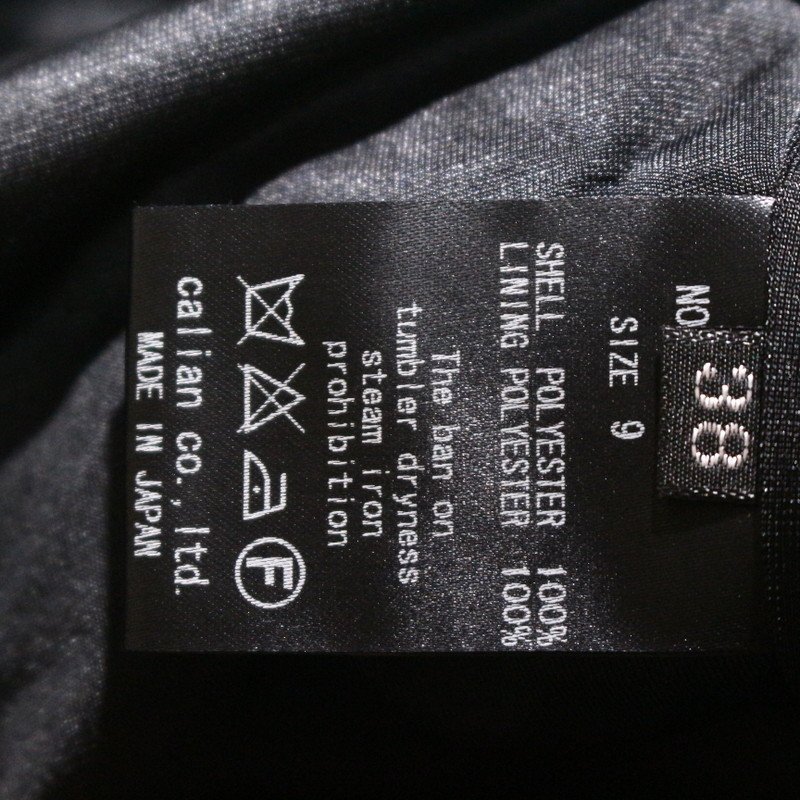 38
NO
SIZE 9
SHELL POLYESTER 100%
LINING POLYESTER 100%
The ban on
tumbler dryness
steam iron
prohibition
F
calian co., ltd.
MADE IN JAPAN